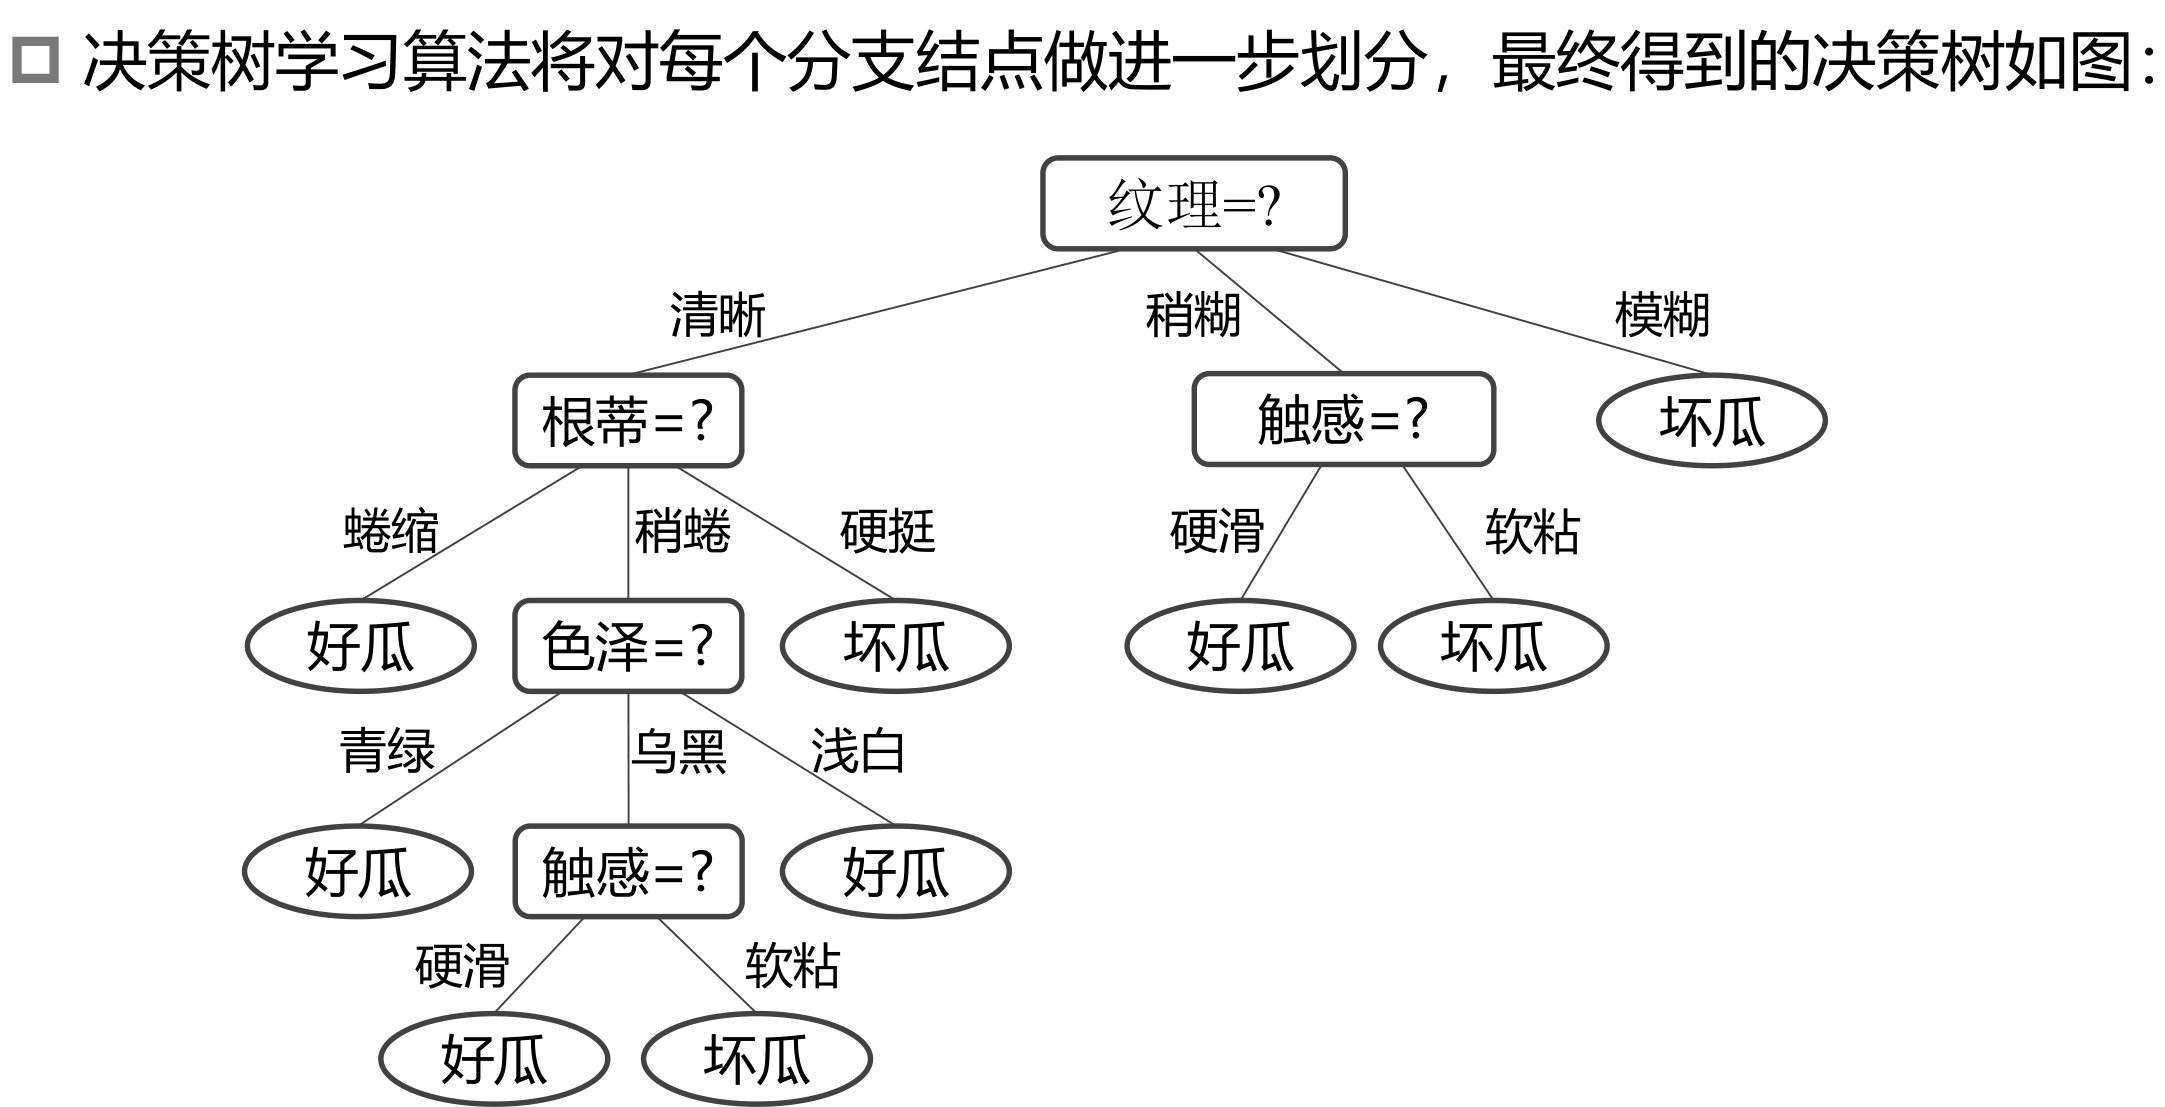 决策树学习算法将对每个分支结点做进一步划分，最终得到的决策树如图：
纹理=?
清晰 稍糊 模糊
根蒂=? 触感=? 坏瓜
蜷缩 稍蜷 硬挺 硬滑 软粘
好瓜 色泽=? 坏瓜 好瓜 坏瓜
青绿 乌黑 浅白
好瓜 触感=? 好瓜
硬滑 软粘
好瓜 坏瓜